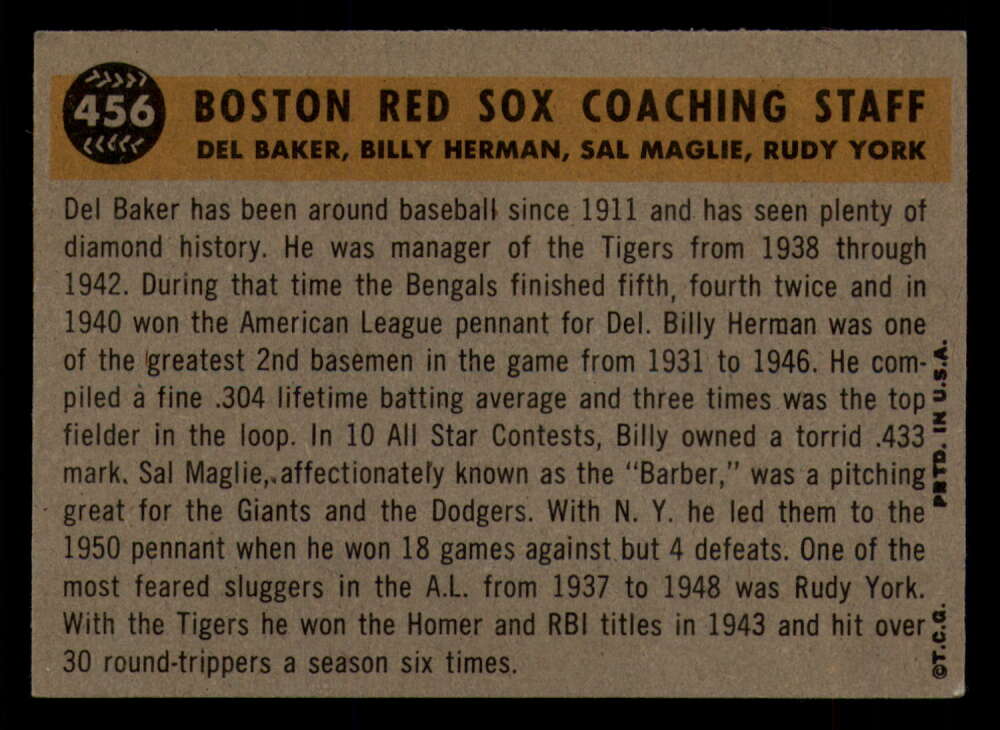 456
BOSTON RED SOX COACHING STAFF
DEL BAKER, BILLY HERMAN, SAL MAGLIE, RUDY YORK
Del Baker has been around baseball since 1911 and has seen plenty of
diamond history. He was manager of the Tigers from 1938 through
1942. During that time the Bengals finished fifth, fourth twice and in
1940 won the American League pennant for Del. Billy Herman was one
of the greatest 2nd basemen in the game from 1931 to 1946. He com-
piled a fine .304 lifetime batting average and three times was the top
fielder in the loop. In 10 All Star Contests, Billy owned a torrid .433
mark. Sal Maglie, affectionately known as the "Barber," was a pitching
great for the Giants and the Dodgers. With N. Y. he led them to the
1950 pennant when he won 18 games against but 4 defeats. One of the
most feared sluggers in the A.L. from 1937 to 1948 was Rudy York.
With the Tigers he won the Homer and RBI titles in 1943 and hit over
30 round-trippers a season six times.
©T.C.G. PRTD. IN U.S.A.